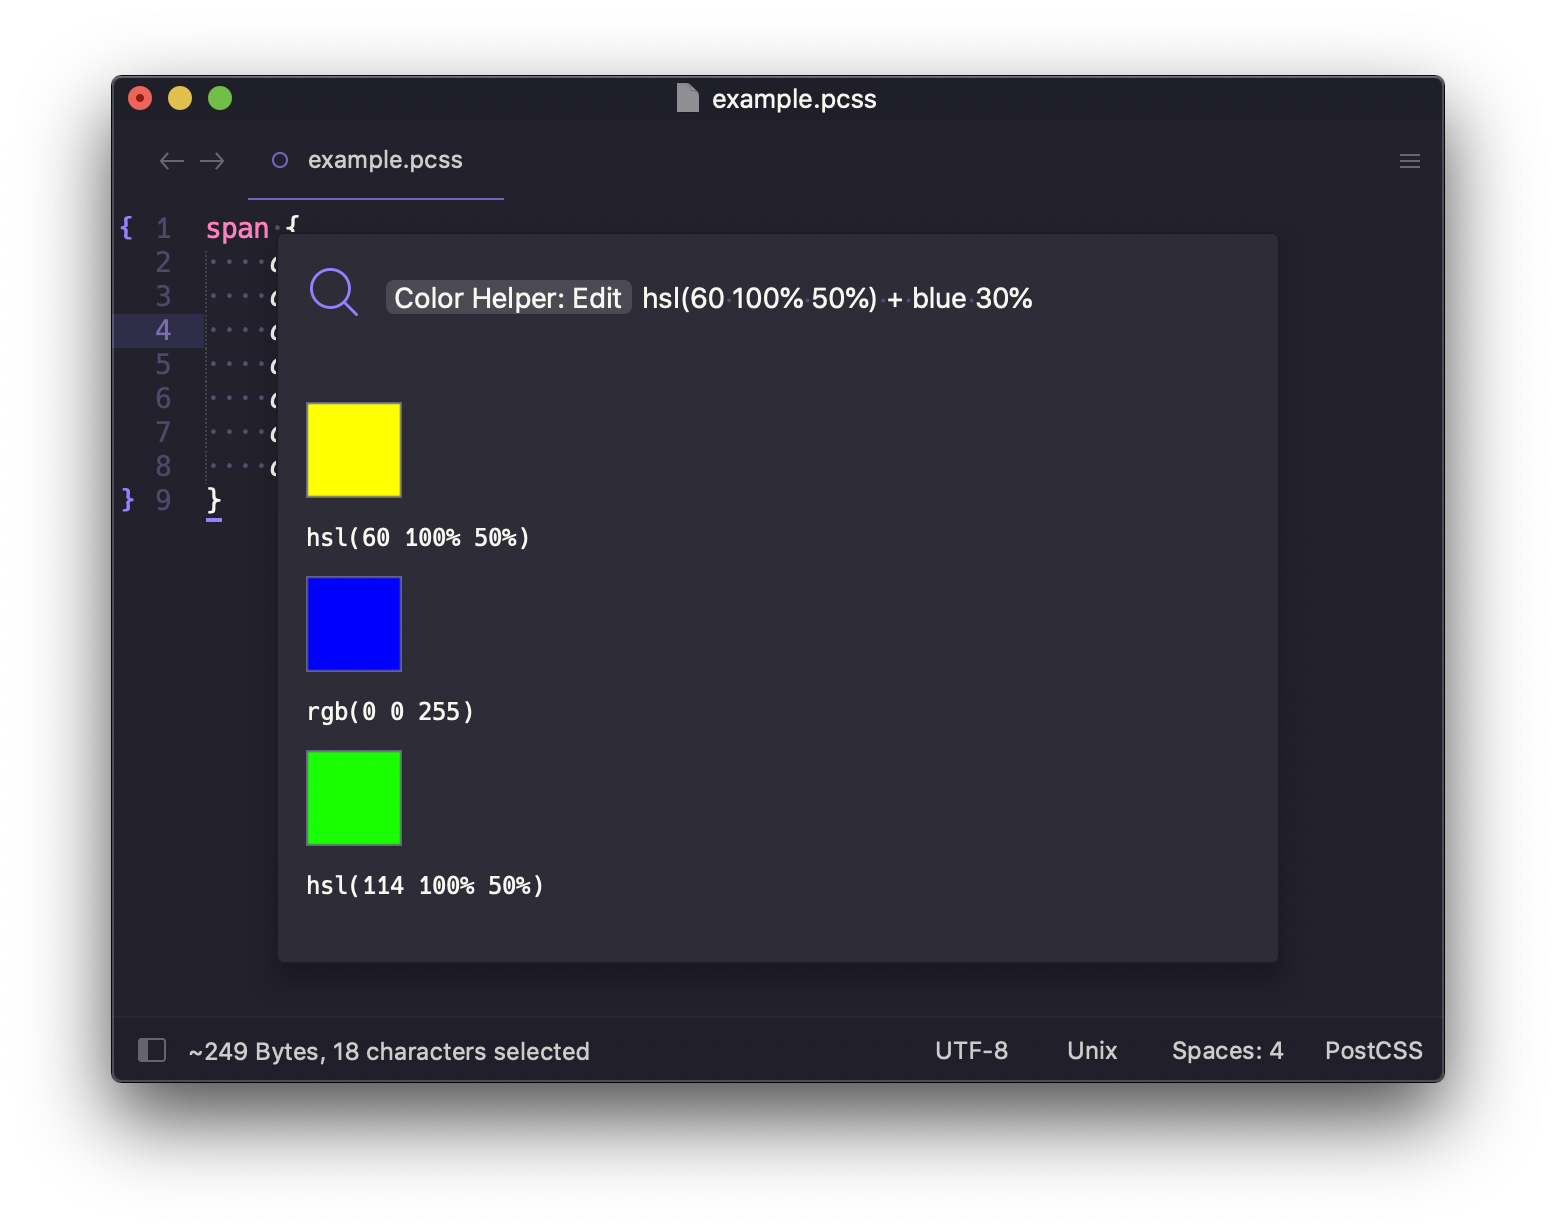 example.pcss
example.pcss
{ 1 span {
2
3
4
5
6
7
8
} 9 }
Color Helper: Edit hsl(60 100% 50%) + blue 30%
hsl(60 100% 50%)
rgb(0 0 255)
hsl(114 100% 50%)
~249 Bytes, 18 characters selected UTF-8 Unix Spaces: 4 PostCSS